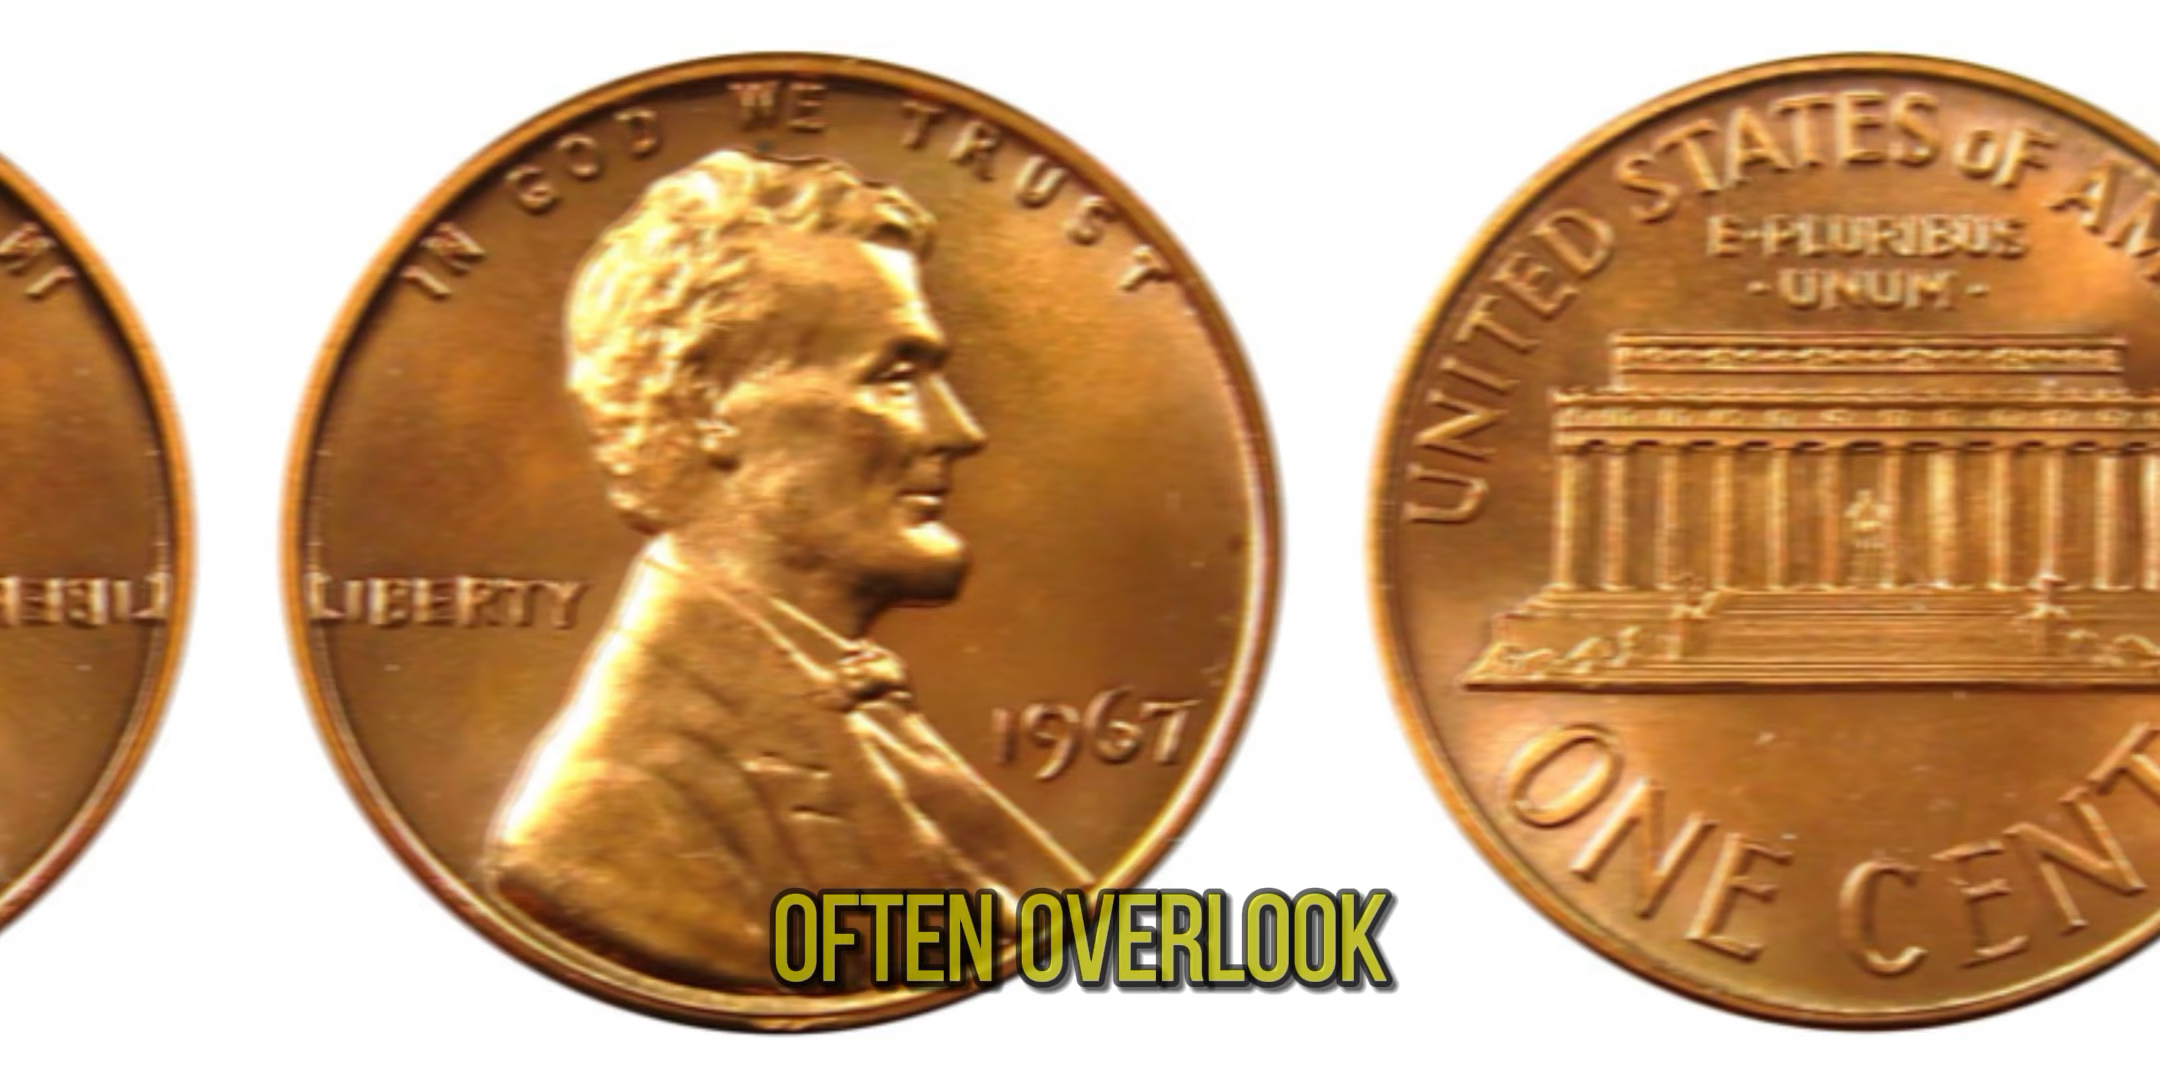 IN GOD WE TRUST
LIBERTY
1967
UNITED STATES OF AM
E·PLURIBUS
·UNUM·
ONE CENT
OFTEN OVERLOOK